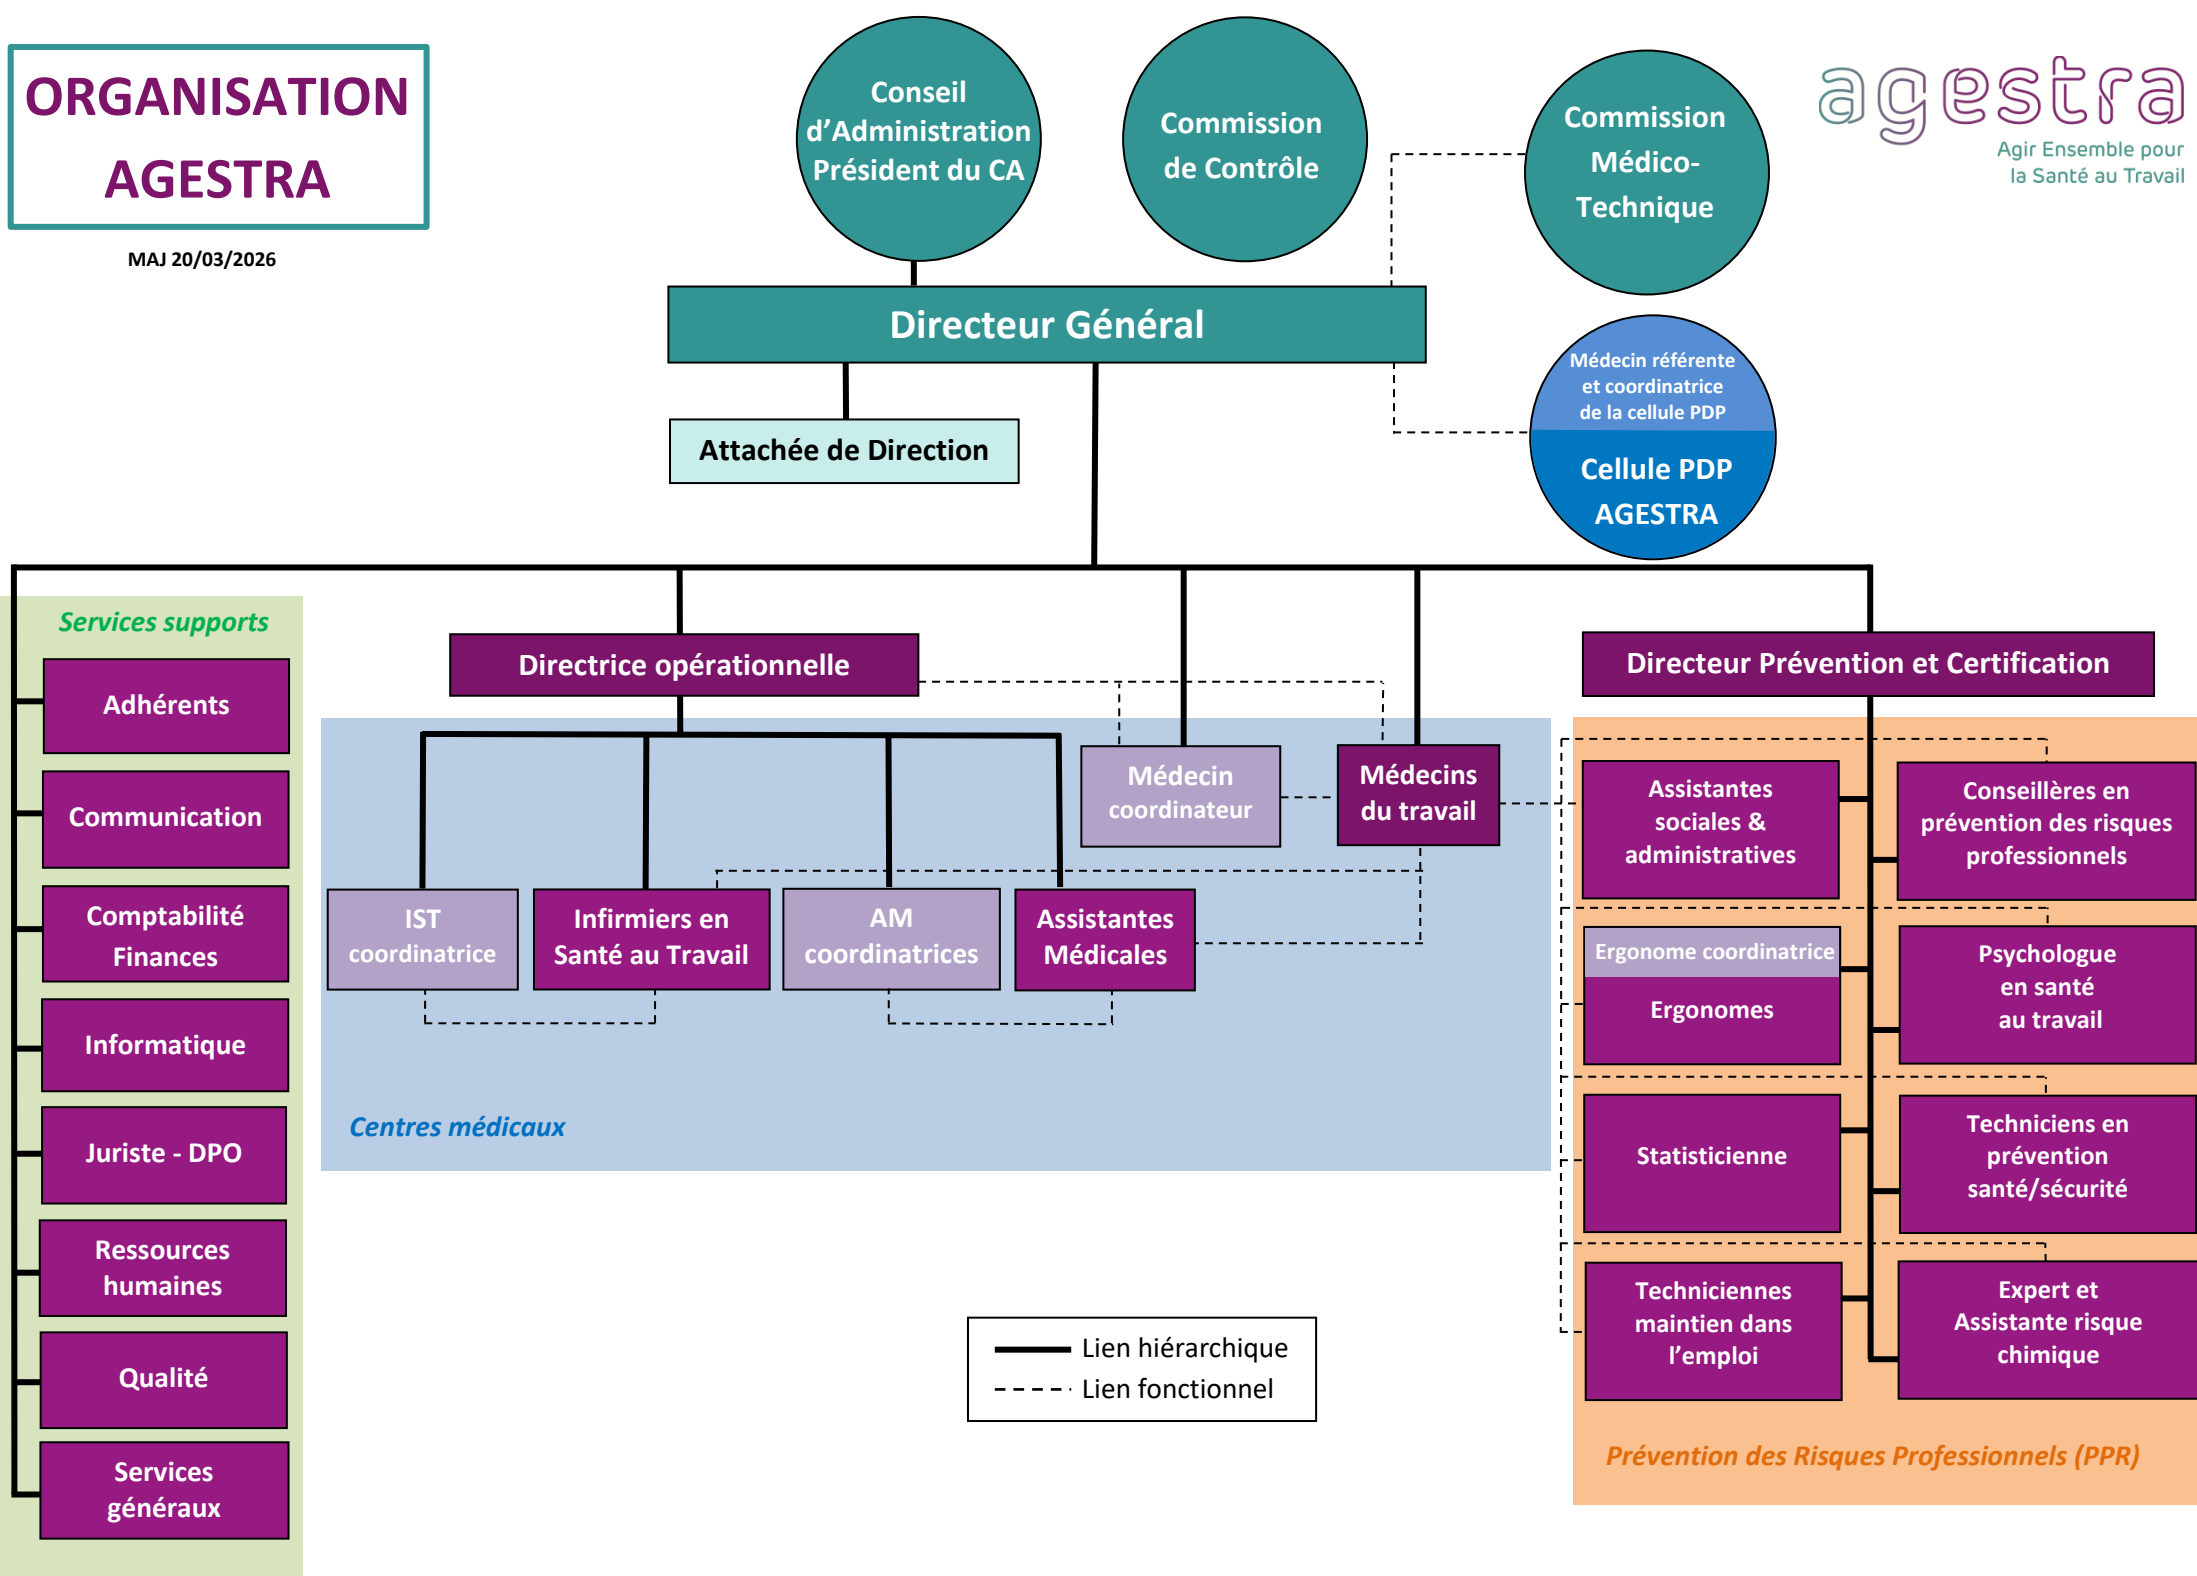 ORGANISATION
AGESTRA
MAJ 20/03/2026
Conseil
d’Administration
Président du CA
Commission
de Contrôle
Commission
Médico-
Technique
agestra
Agir Ensemble pour
la Santé au Travail
Directeur Général
Médecin référente
et coordinatrice
de la cellule PDP
Cellule PDP
AGESTRA
Attachée de Direction
Services supports
Adhérents
Communication
Comptabilité
Finances
Informatique
Juriste - DPO
Ressources
humaines
Qualité
Services
généraux
Directrice opérationnelle
Médecin
coordinateur
Médecins
du travail
IST
coordinatrice
Infirmiers en
Santé au Travail
AM
coordinatrices
Assistantes
Médicales
Centres médicaux
Lien hiérarchique
Lien fonctionnel
Directeur Prévention et Certification
Assistantes
sociales &
administratives
Conseillères en
prévention des risques
professionnels
Ergonome coordinatrice
Ergonomes
Psychologue
en santé
au travail
Statisticienne
Techniciens en
prévention
santé/sécurité
Techniciennes
maintien dans
l’emploi
Expert et
Assistante risque
chimique
Prévention des Risques Professionnels (PPR)